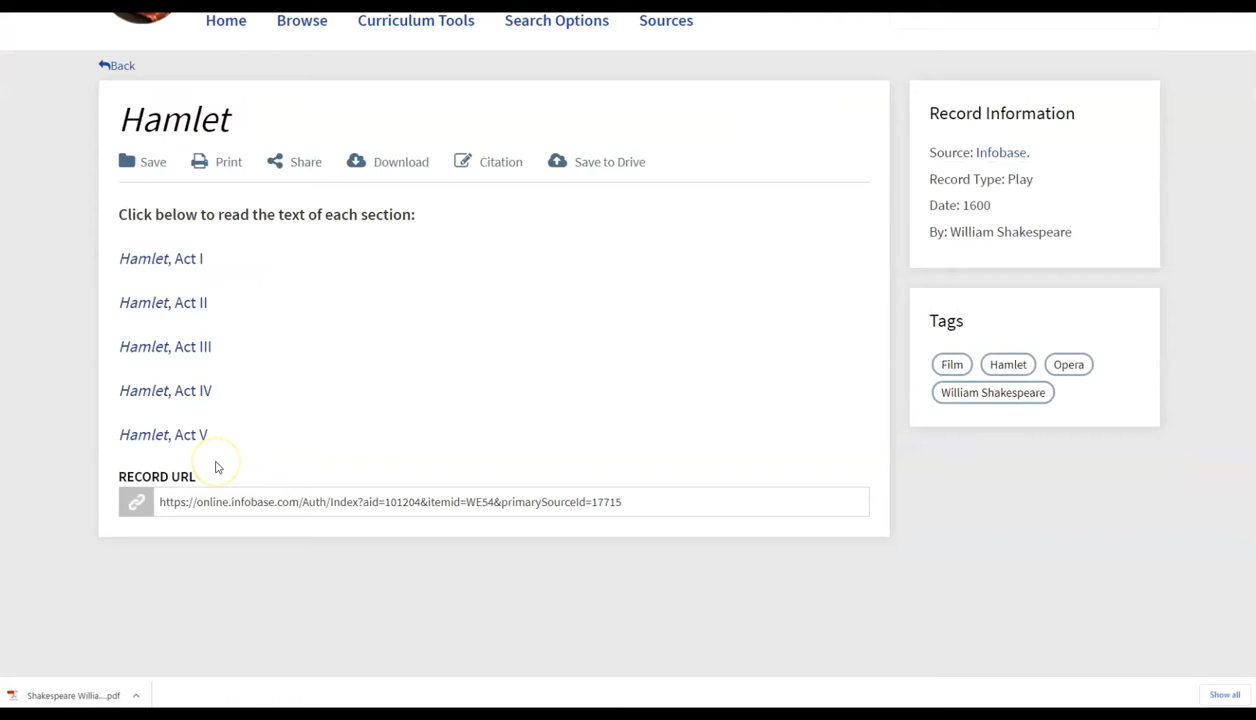 Home Browse Curriculum Tools Search Options Sources
Back
Hamlet
Save Print Share Download Citation Save to Drive
Click below to read the text of each section:
Hamlet, Act I
Hamlet, Act II
Hamlet, Act III
Hamlet, Act IV
Hamlet, Act V
RECORD URL
https://online.infobase.com/Auth/Index?aid=101204&itemid=WE54&primarySourceId=17715
Record Information
Source: Infobase.
Record Type: Play
Date: 1600
By: William Shakespeare
Tags
Film Hamlet Opera
William Shakespeare
Shakespeare Willia....pdf
Show all